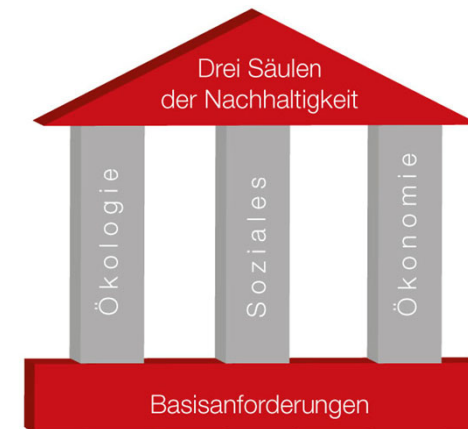 Drei Säulen
der Nachhaltigkeit
Ökologie
Soziales
Ökonomie
Basisanforderungen